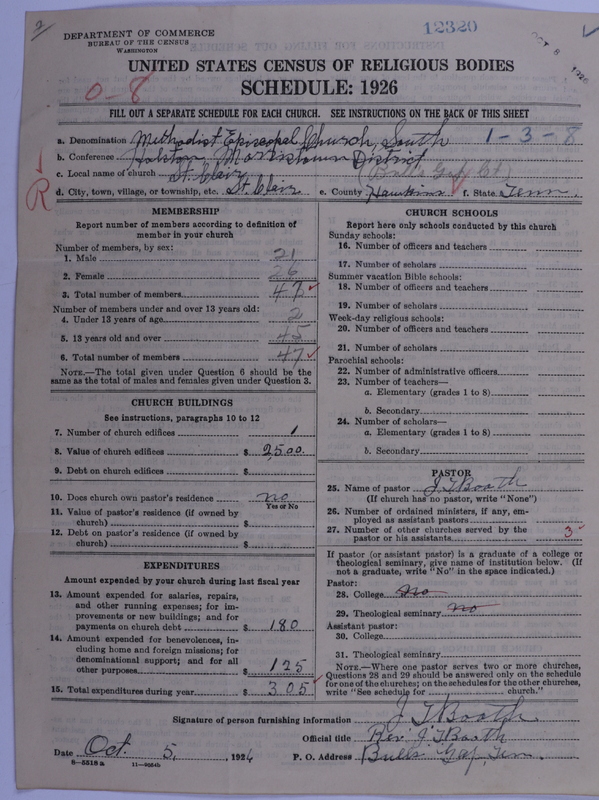 2
DEPARTMENT OF COMMERCE
BUREAU OF THE CENSUS
WASHINGTON
12320
OCT 8 1926
UNITED STATES CENSUS OF RELIGIOUS BODIES
SCHEDULE: 1926
0-8
FILL OUT A SEPARATE SCHEDULE FOR EACH CHURCH. SEE INSTRUCTIONS ON THE BACK OF THIS SHEET
R
a. Denomination Methodist Episcopal Church, South 1-3-8
b. Conference Holston Morristown District
c. Local name of church St. Clair (Bulls Gap Ct)
d. City, town, village, or township, etc. St. Clair e. County Hawkins f. State Tenn.
MEMBERSHIP
Report number of members according to definition of
member in your church
Number of members, by sex:
1. Male 21
2. Female 26
3. Total number of members 47
Number of members under and over 13 years old:
4. Under 13 years of age 2
5. 13 years old and over 45
6. Total number of members 47
NOTE.—The total given under Question 6 should be the
same as the total of males and females given under Question 3.
CHURCH BUILDINGS
See instructions, paragraphs 10 to 12
7. Number of church edifices 1
8. Value of church edifices $ 2,500.
9. Debt on church edifices $
10. Does church own pastor's residence no
Yes or No
11. Value of pastor's residence (if owned by
church) $
12. Debt on pastor's residence (if owned by
church) $
EXPENDITURES
Amount expended by your church during last fiscal year
13. Amount expended for salaries, repairs,
and other running expenses; for im-
provements or new buildings; and for
payments on church debt $ 180
14. Amount expended for benevolences, in-
cluding home and foreign missions; for
denominational support; and for all
other purposes $ 125
15. Total expenditures during year $ 305
CHURCH SCHOOLS
Report here only schools conducted by this church
Sunday schools:
16. Number of officers and teachers
17. Number of scholars
Summer vacation Bible schools:
18. Number of officers and teachers
19. Number of scholars
Week-day religious schools:
20. Number of officers and teachers
21. Number of scholars
Parochial schools:
22. Number of administrative officers
23. Number of teachers—
a. Elementary (grades 1 to 8)
b. Secondary
24. Number of scholars—
a. Elementary (grades 1 to 8)
b. Secondary
PASTOR
25. Name of pastor J. T. Booth
(If church has no pastor, write "None")
26. Number of ordained ministers, if any, em-
ployed as assistant pastors
27. Number of other churches served by the
pastor or his assistants 3
If pastor (or assistant pastor) is a graduate of a college or
theological seminary, give name of institution below. (If
not a graduate, write "No" in the space indicated.)
Pastor:
28. College No
29. Theological seminary no
Assistant pastor:
30. College
31. Theological seminary
NOTE.—Where one pastor serves two or more churches,
Questions 28 and 29 should be answered only on the schedule
for one of the churches; on the schedules for the other churches,
write "See schedule for church."
Signature of person furnishing information J. T. Booth
Official title Rev. J. T. Booth
Date Oct 5, 1926 P. O. Address Bulls Gap, Tenn.
8-5518 a